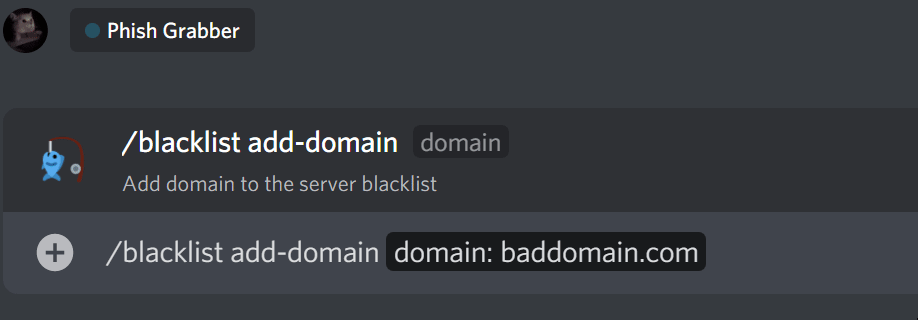 Phish Grabber
/blacklist add-domain domain
Add domain to the server blacklist
/blacklist add-domain domain: baddomain.com